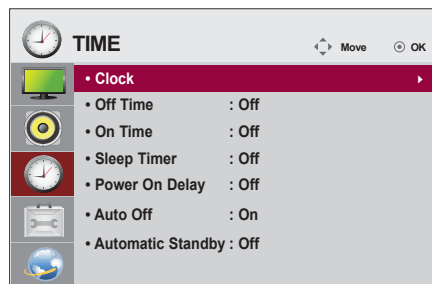 TIME
Move
OK
• Clock
• Off Time : Off
• On Time : Off
• Sleep Timer : Off
• Power On Delay : Off
• Auto Off : On
• Automatic Standby : Off